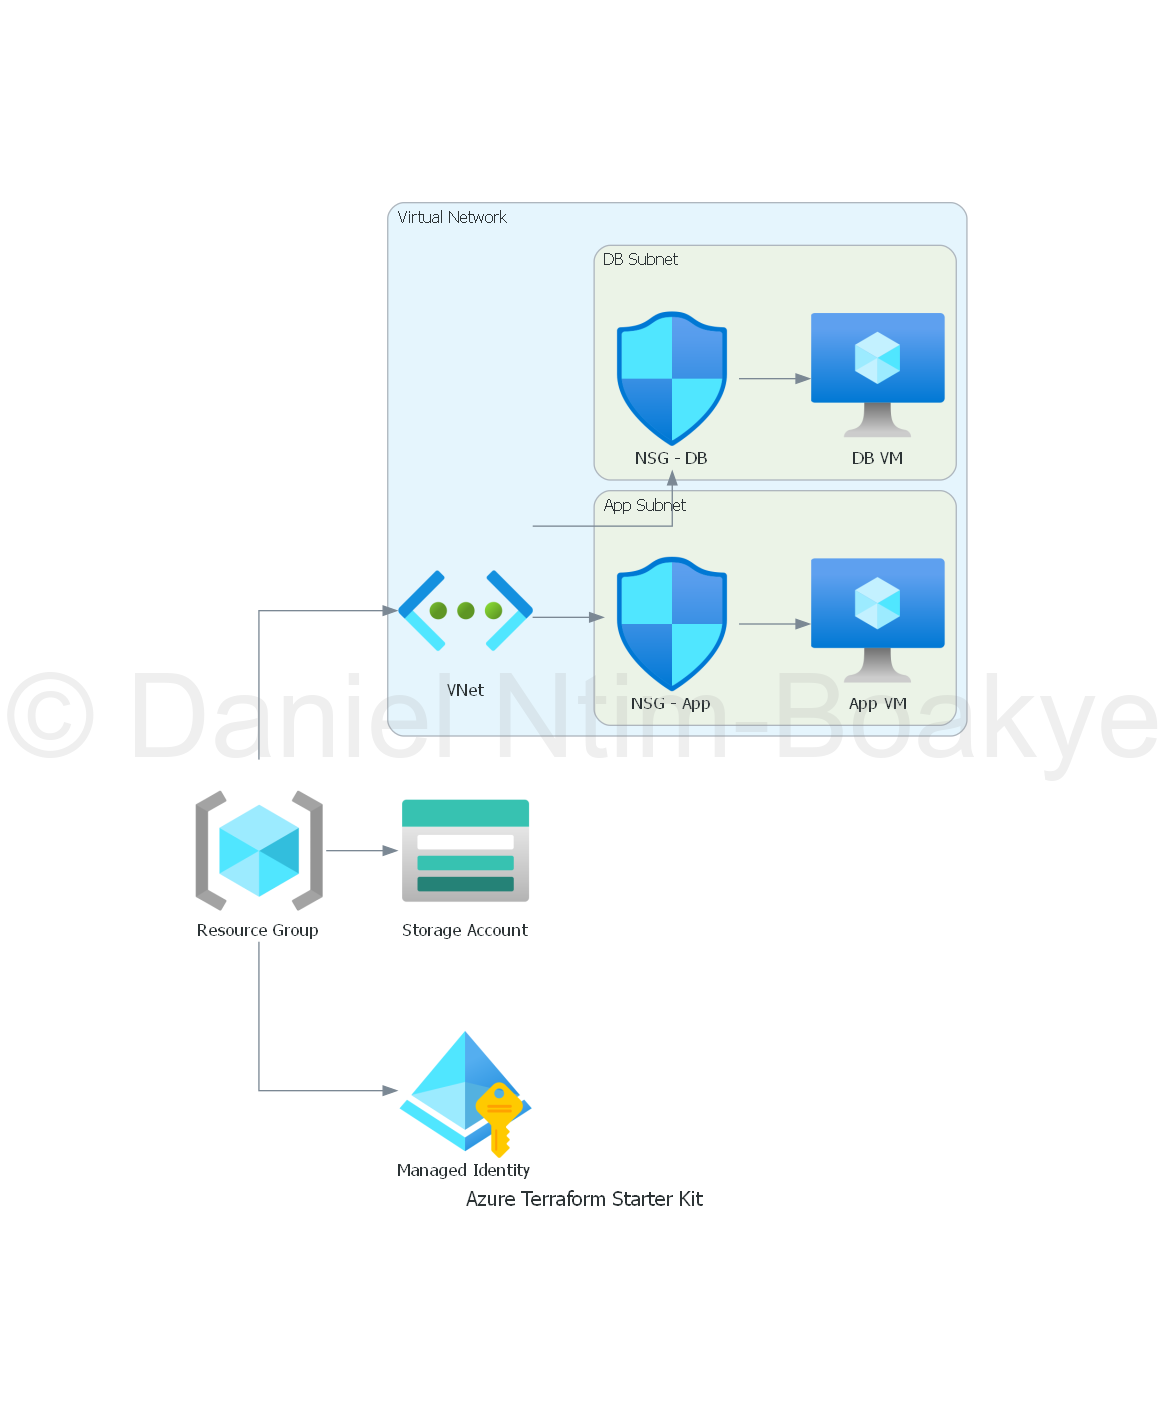 Virtual Network
DB Subnet
NSG - DB
DB VM
App Subnet
VNet
NSG - App
App VM
© Daniel Ntim-Boakye
Resource Group
Storage Account
Managed Identity
Azure Terraform Starter Kit